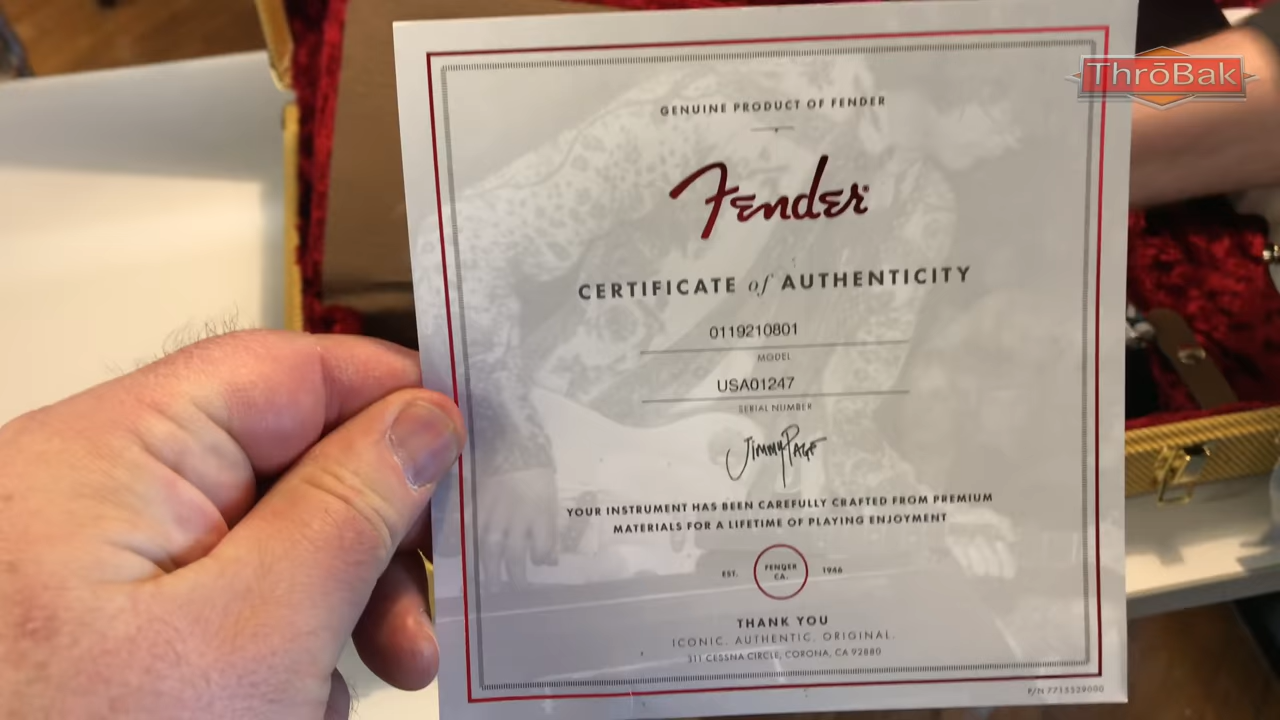 ThrōBak
GENUINE PRODUCT OF FENDER
Fender
CERTIFICATE of AUTHENTICITY
0119210801
MODEL
USA01247
SERIAL NUMBER
JIMMY PAGE
YOUR INSTRUMENT HAS BEEN CAREFULLY CRAFTED FROM PREMIUM
MATERIALS FOR A LIFETIME OF PLAYING ENJOYMENT
EST. FENDER CA. 1946
THANK YOU
ICONIC. AUTHENTIC. ORIGINAL.
311 CESSNA CIRCLE, CORONA, CA 92880
P/N 7715529000